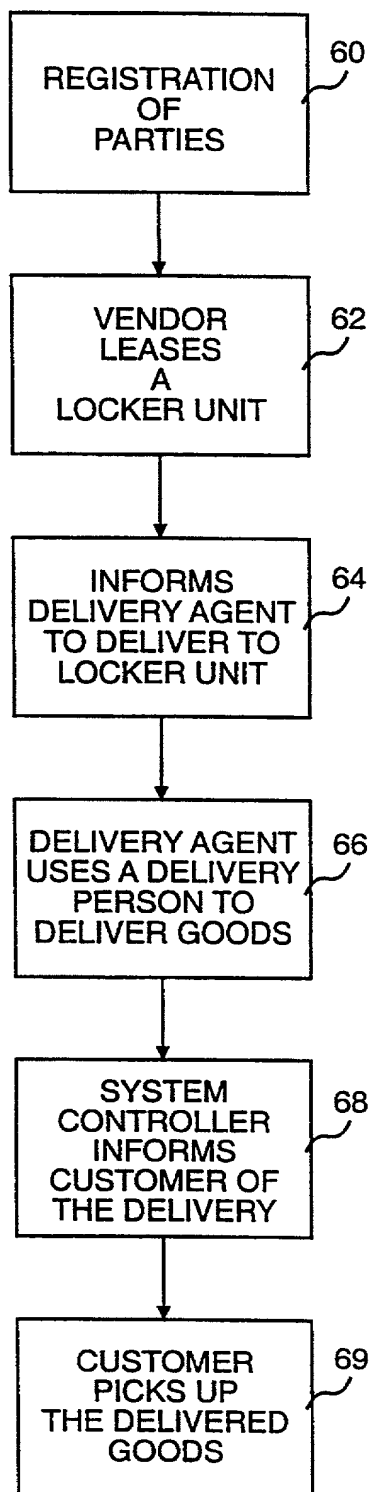 REGISTRATION
OF
PARTIES
60
VENDOR
LEASES
A
LOCKER UNIT
62
INFORMS
DELIVERY AGENT
TO DELIVER TO
LOCKER UNIT
64
DELIVERY AGENT
USES A DELIVERY
PERSON TO
DELIVER GOODS
66
SYSTEM
CONTROLLER
INFORMS
CUSTOMER OF
THE DELIVERY
68
CUSTOMER
PICKS UP
THE DELIVERED
GOODS
69